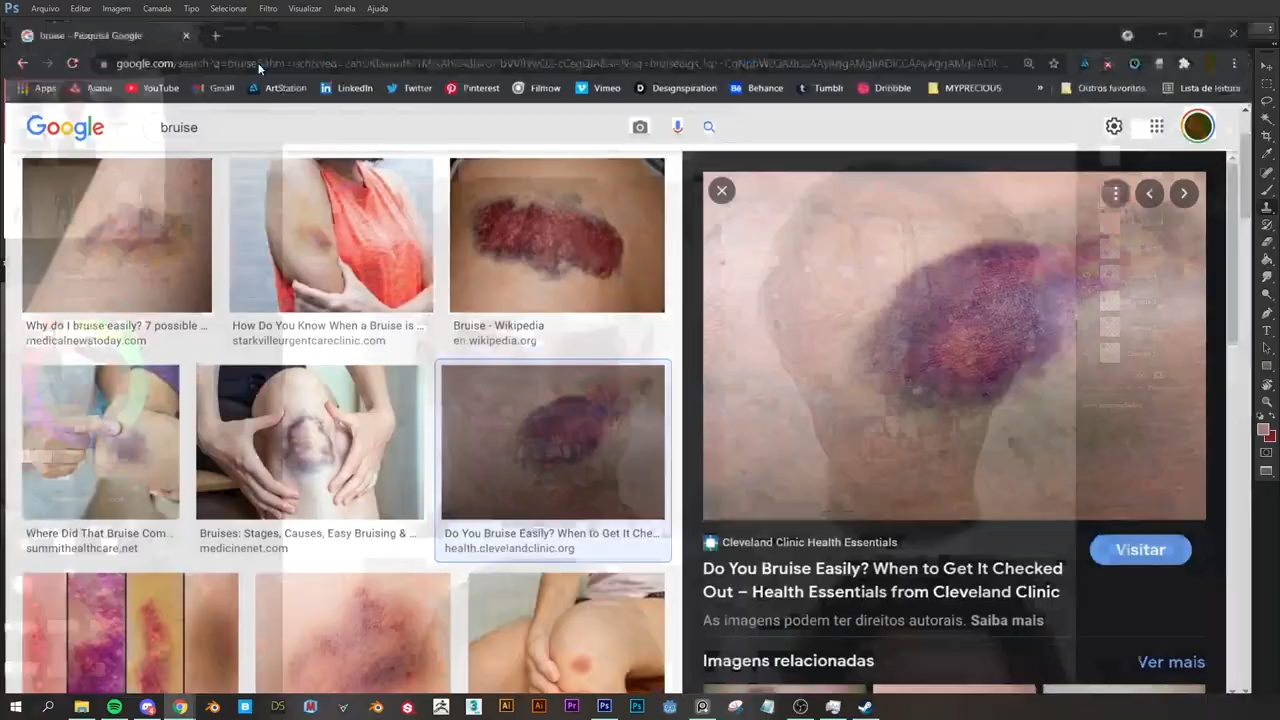 Ps Arquivo Editar Imagem Camada Tipo Selecionar Filtro Visualizar Janela Ajuda
bruise - Pesquisa Google
google.com/search?q=bruise
Apps Asana YouTube Gmail ArtStation LinkedIn Twitter Pinterest Filmow Vimeo Designspiration Behance Tumblr Dribbble MYPRECIOUS » Outros favoritos Lista de leitura
Google bruise
Why do I bruise easily? 7 possible ...
medicalnewstoday.com
How Do You Know When a Bruise is ...
starkvilleurgentcareclinic.com
Bruise - Wikipedia
en.wikipedia.org
Where Did That Bruise Com...
summithealthcare.net
Bruises: Stages, Causes, Easy Bruising & ...
medicinenet.com
Do You Bruise Easily? When to Get It Che...
health.clevelandclinic.org
Cleveland Clinic Health Essentials
Visitar
Do You Bruise Easily? When to Get It Checked
Out – Health Essentials from Cleveland Clinic
As imagens podem ter direitos autorais. Saiba mais
Imagens relacionadas
Ver mais